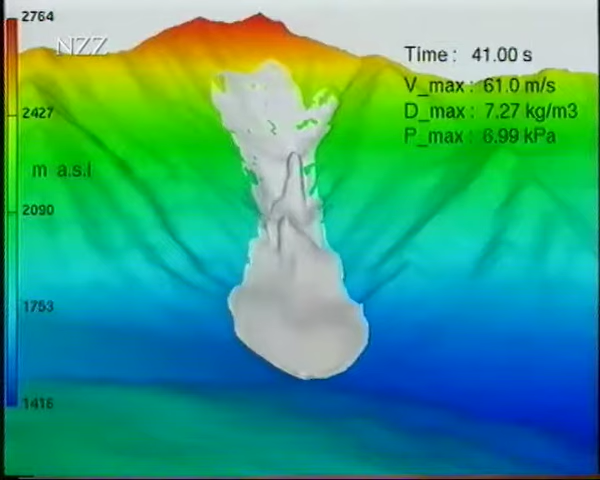 2764
NZZ
Time : 41.00 s
V_max : 61.0 m/s
D_max : 7.27 kg/m3
P_max : 6.99 kPa
2427
m a.s.l
2090
1753
1416